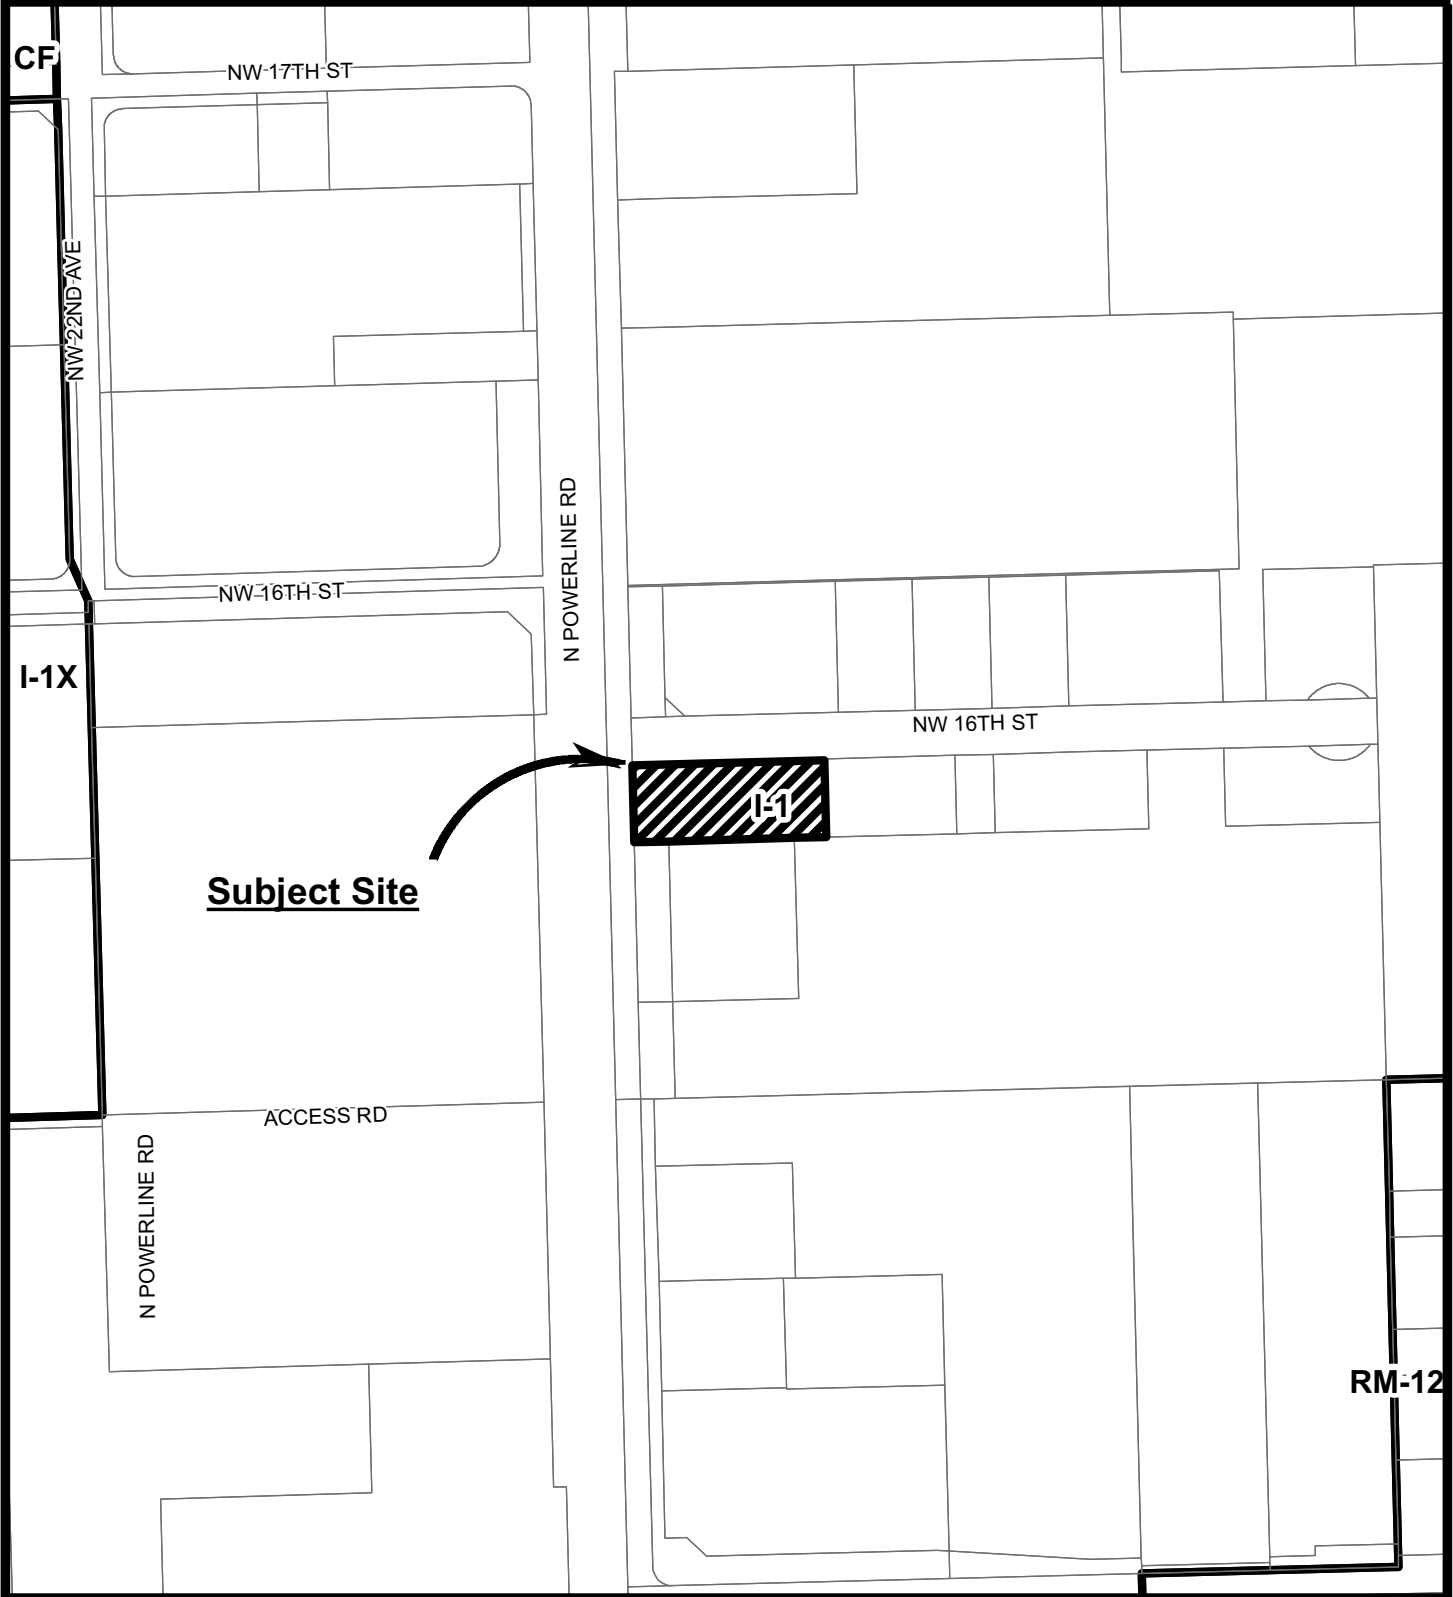 CF
NW 17TH ST
NW 22ND AVE
N POWERLINE RD
NW 16TH ST
I-1X
NW 16TH ST
I-1
Subject Site
ACCESS RD
N POWERLINE RD
RM-12